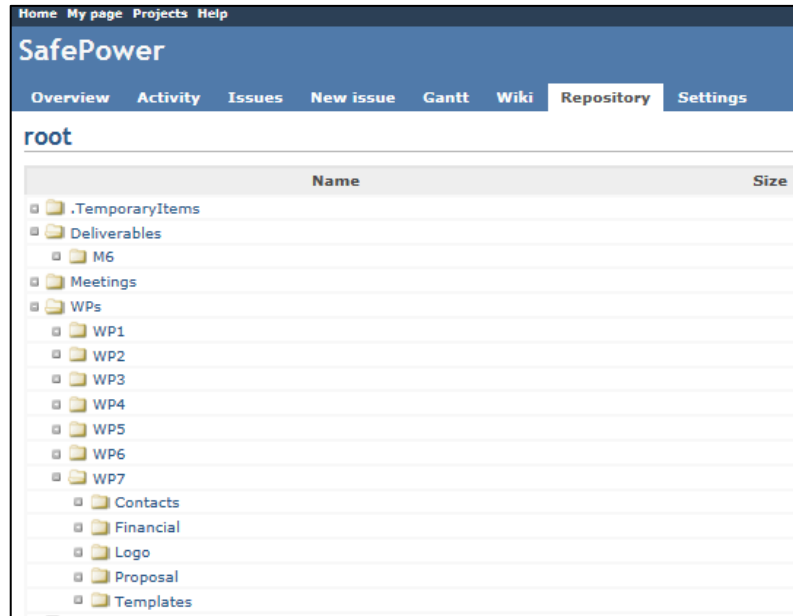 Home My page Projects Help
SafePower
Overview Activity Issues New issue Gantt Wiki Repository Settings
root
Name Size
.TemporaryItems
Deliverables
M6
Meetings
WPs
WP1
WP2
WP3
WP4
WP5
WP6
WP7
Contacts
Financial
Logo
Proposal
Templates